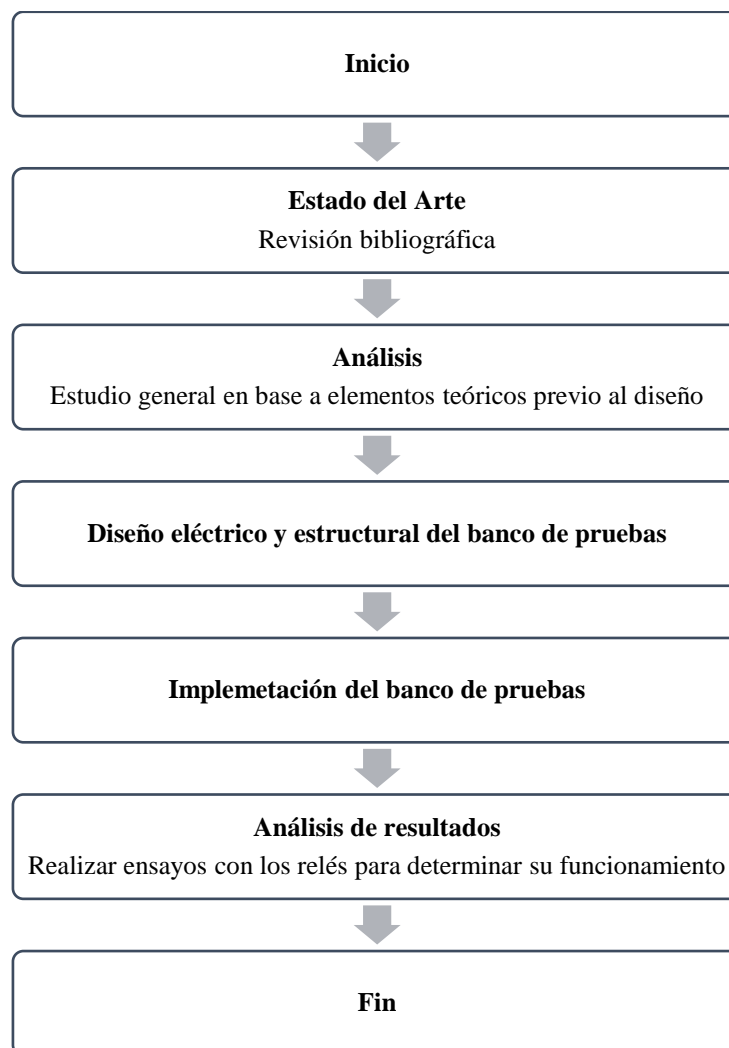 Inicio
Estado del Arte
Revisión bibliográfica
Análisis
Estudio general en base a elementos teóricos previo al diseño
Diseño eléctrico y estructural del banco de pruebas
Implemetación del banco de pruebas
Análisis de resultados
Realizar ensayos con los relés para determinar su funcionamiento
Fin